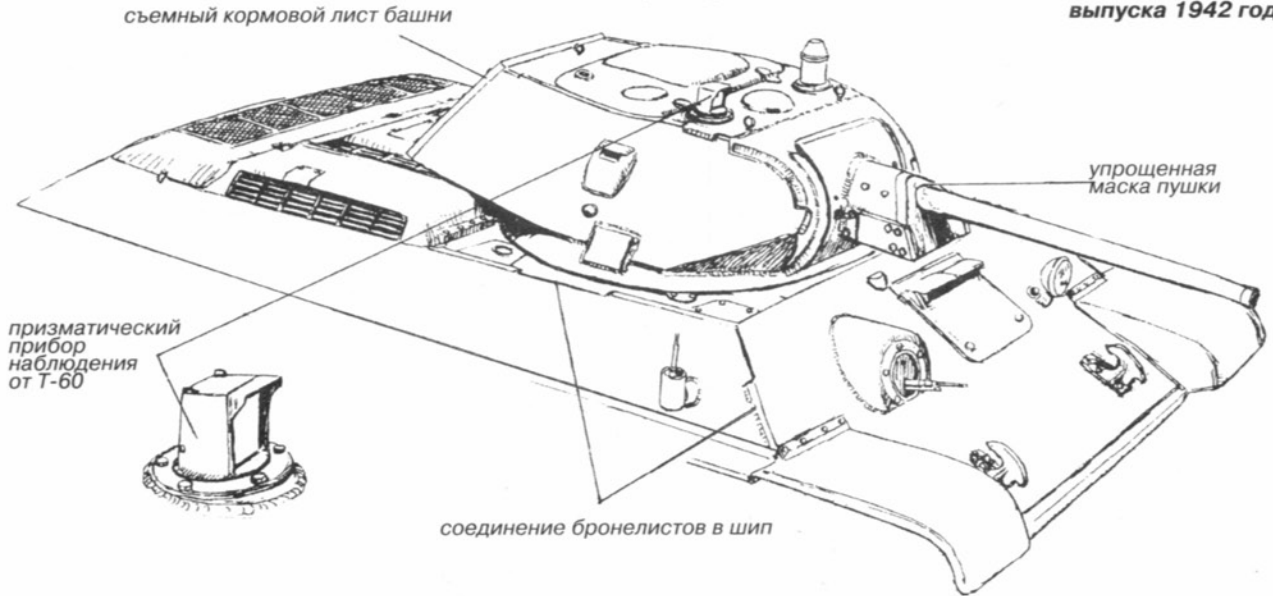 съемный кормовой лист башни
выпуска 1942 год
упрощенная
маска пушки
призматический
прибор
наблюдения
от Т-60
соединение бронелистов в шип